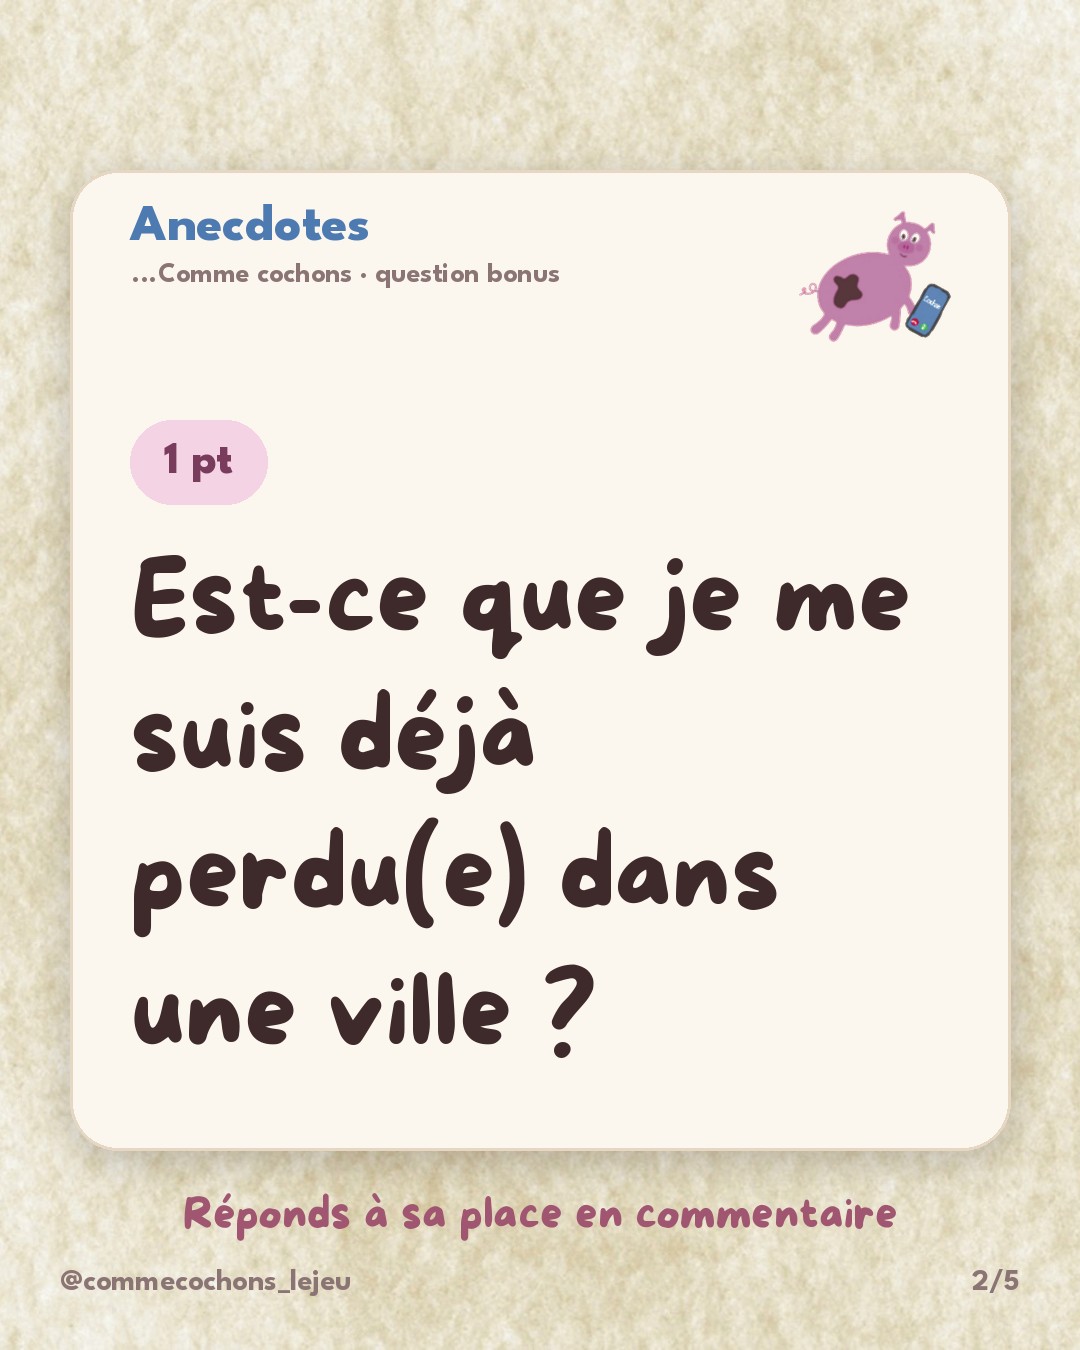 Anecdotes
...Comme cochons · question bonus
1 pt
Est-ce que je me
suis déjà
perdu(e) dans
une ville ?
Réponds à sa place en commentaire
@commecochons_lejeu
2/5